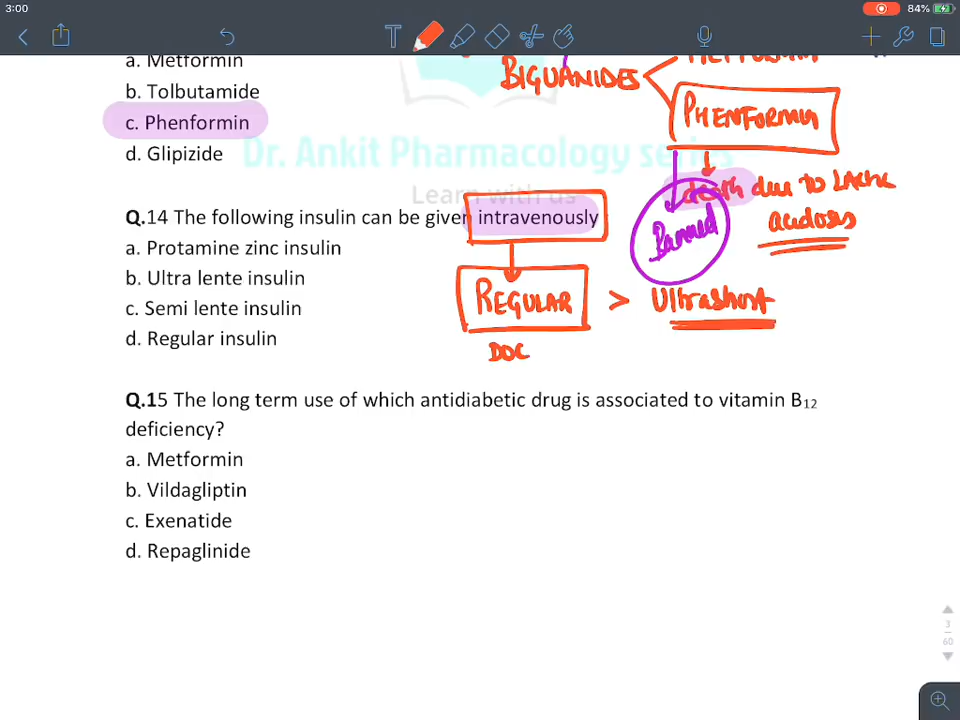 3:00
84%
a. Metformin
BIGUANIDES
b. Tolbutamide
c. Phenformin
PHENFORMIN
d. Glipizide
Dr. Ankit Pharmacology series
Learn with us
death due to Lactic
acidosis
Banned
Q.14 The following insulin can be given intravenously
a. Protamine zinc insulin
b. Ultra lente insulin
REGULAR > Ultrashort
c. Semi lente insulin
d. Regular insulin
DOC
Q.15 The long term use of which antidiabetic drug is associated to vitamin B₁₂
deficiency?
a. Metformin
b. Vildagliptin
c. Exenatide
d. Repaglinide
3
60